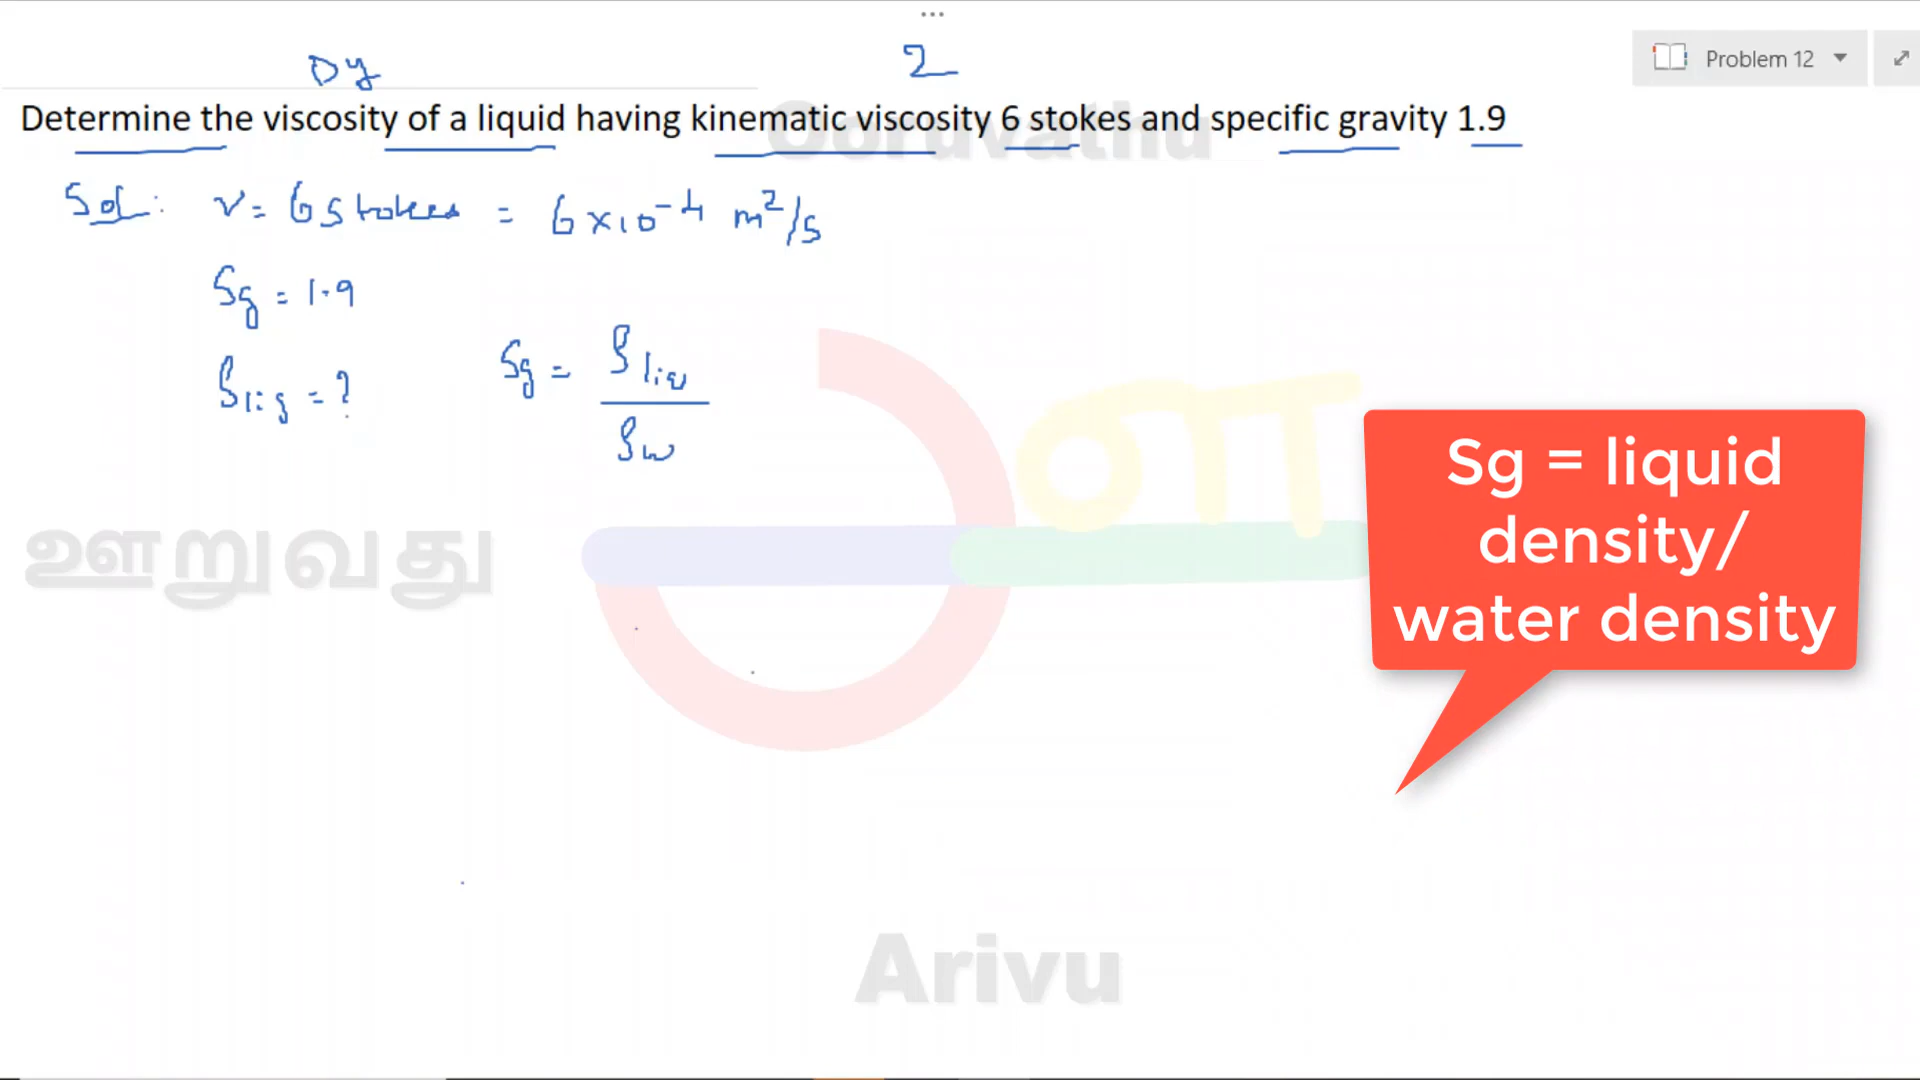 ...
Dy 2
Problem 12
Determine the viscosity of a liquid having kinematic viscosity 6 stokes and specific gravity 1.9
Ooruvathu
Sol: ν = 6 Stokes = 6 × 10⁻⁴ m²/s
Sg = 1.9
ρliq = ?
Sg = ρliq / ρw
Sg = liquid
density/
water density
ஊறுவது
என
Arivu